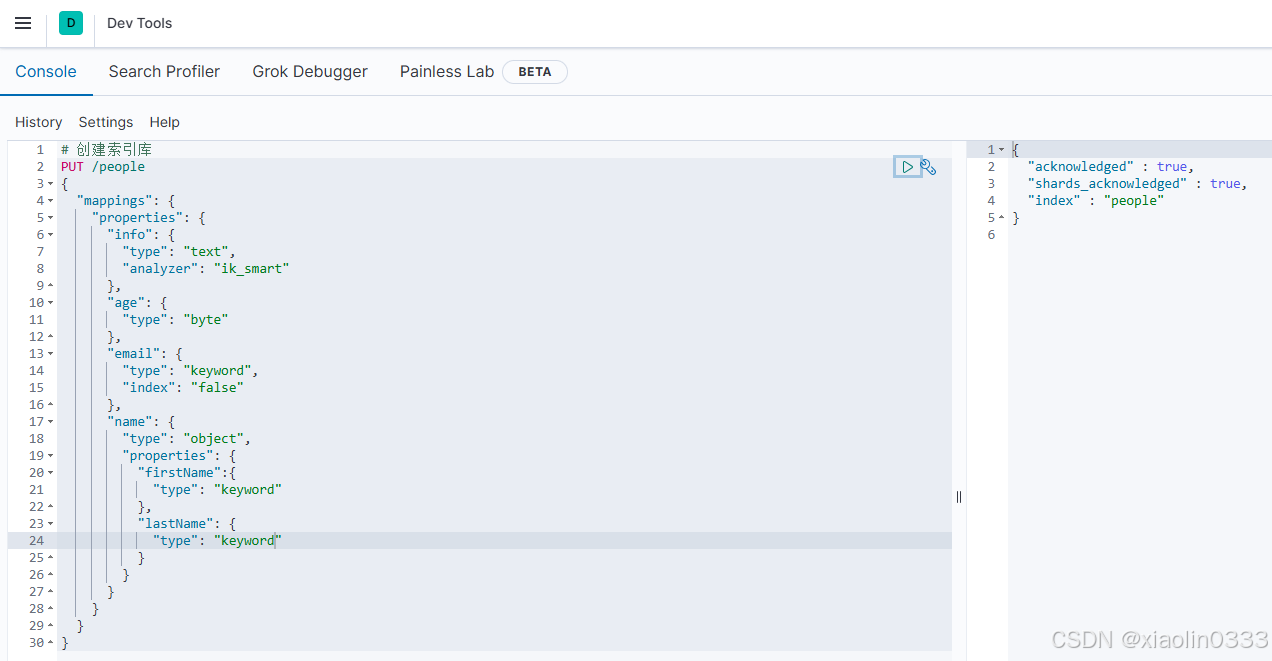 D Dev Tools
Console Search Profiler Grok Debugger Painless Lab BETA
History Settings Help
1 # 创建索引库
2 PUT /people
3 {
4 "mappings": {
5 "properties": {
6 "info": {
7 "type": "text",
8 "analyzer": "ik_smart"
9 },
10 "age": {
11 "type": "byte"
12 },
13 "email": {
14 "type": "keyword",
15 "index": "false"
16 },
17 "name": {
18 "type": "object",
19 "properties": {
20 "firstName":{
21 "type": "keyword"
22 },
23 "lastName": {
24 "type": "keyword"
25 }
26 }
27 }
28 }
29 }
30 }
1 {
2 "acknowledged" : true,
3 "shards_acknowledged" : true,
4 "index" : "people"
5 }
6
CSDN @xiaolin0333